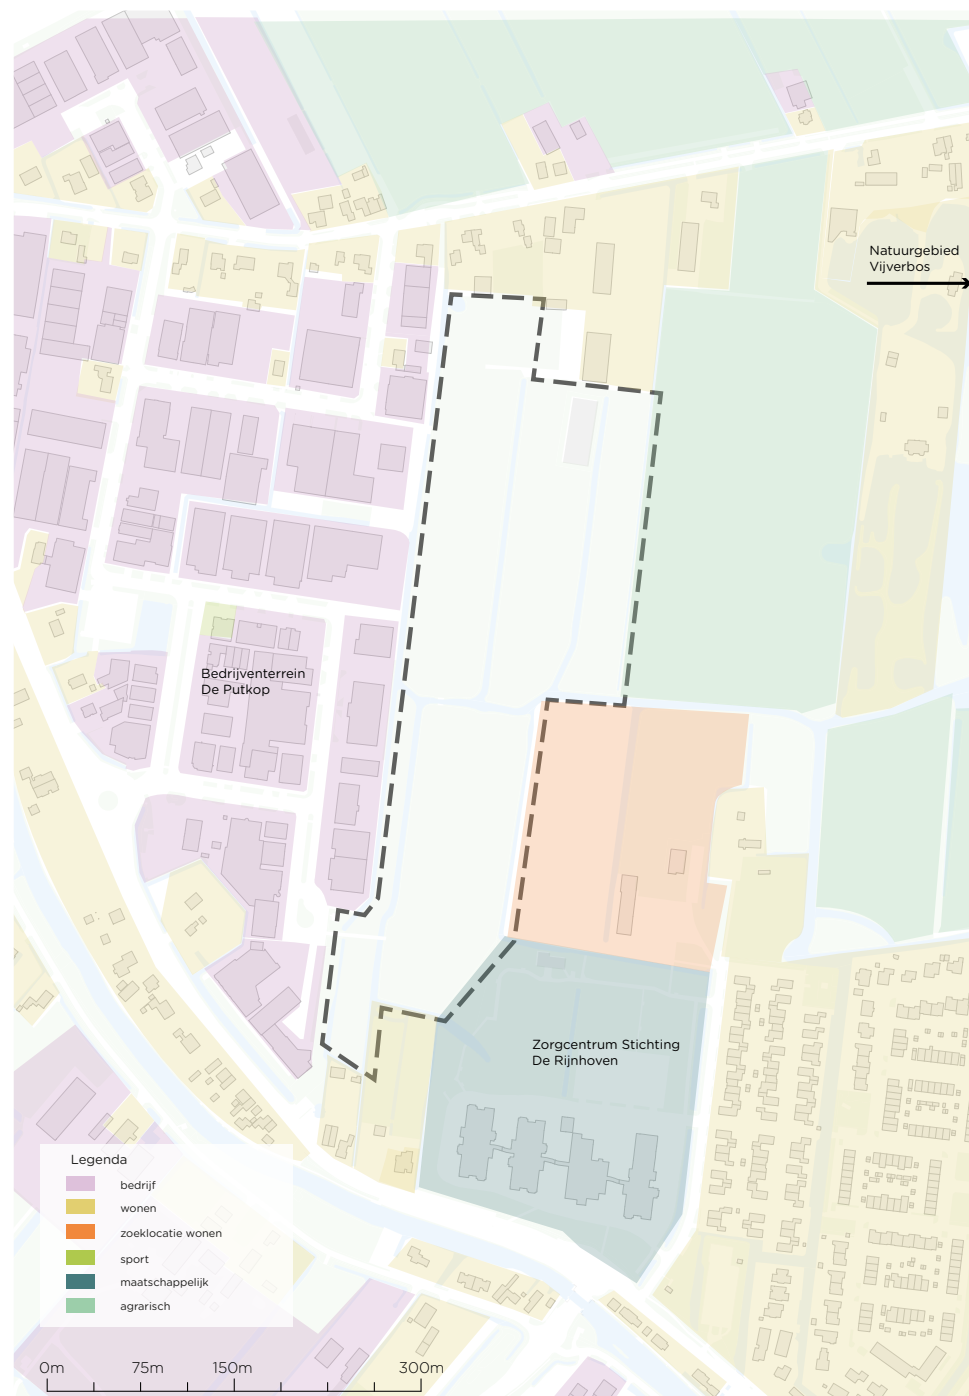 Natuurgebied
Vijverbos
Bedrijventerrein
De Putkop
Zorgcentrum Stichting
De Rijnhoven
Legenda
bedrijf
wonen
zoeklocatie wonen
sport
maatschappelijk
agrarisch
0m 75m 150m 300m